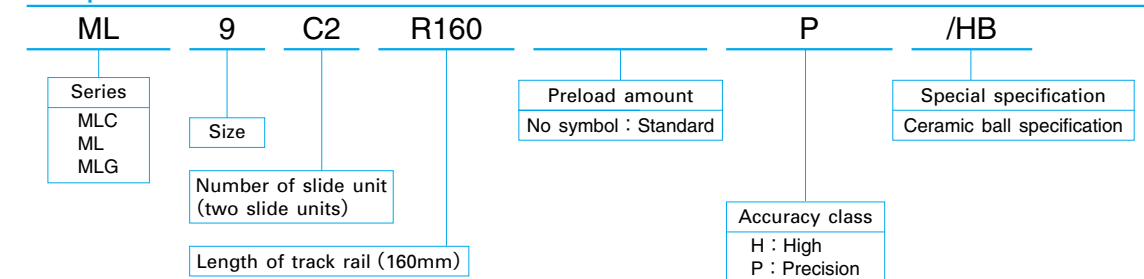 ML 9 C2 R160 P /HB
Series
MLC
ML
MLG
Size
Number of slide unit
(two slide units)
Length of track rail (160mm)
Preload amount
No symbol : Standard
Accuracy class
H : High
P : Precision
Special specification
Ceramic ball specification